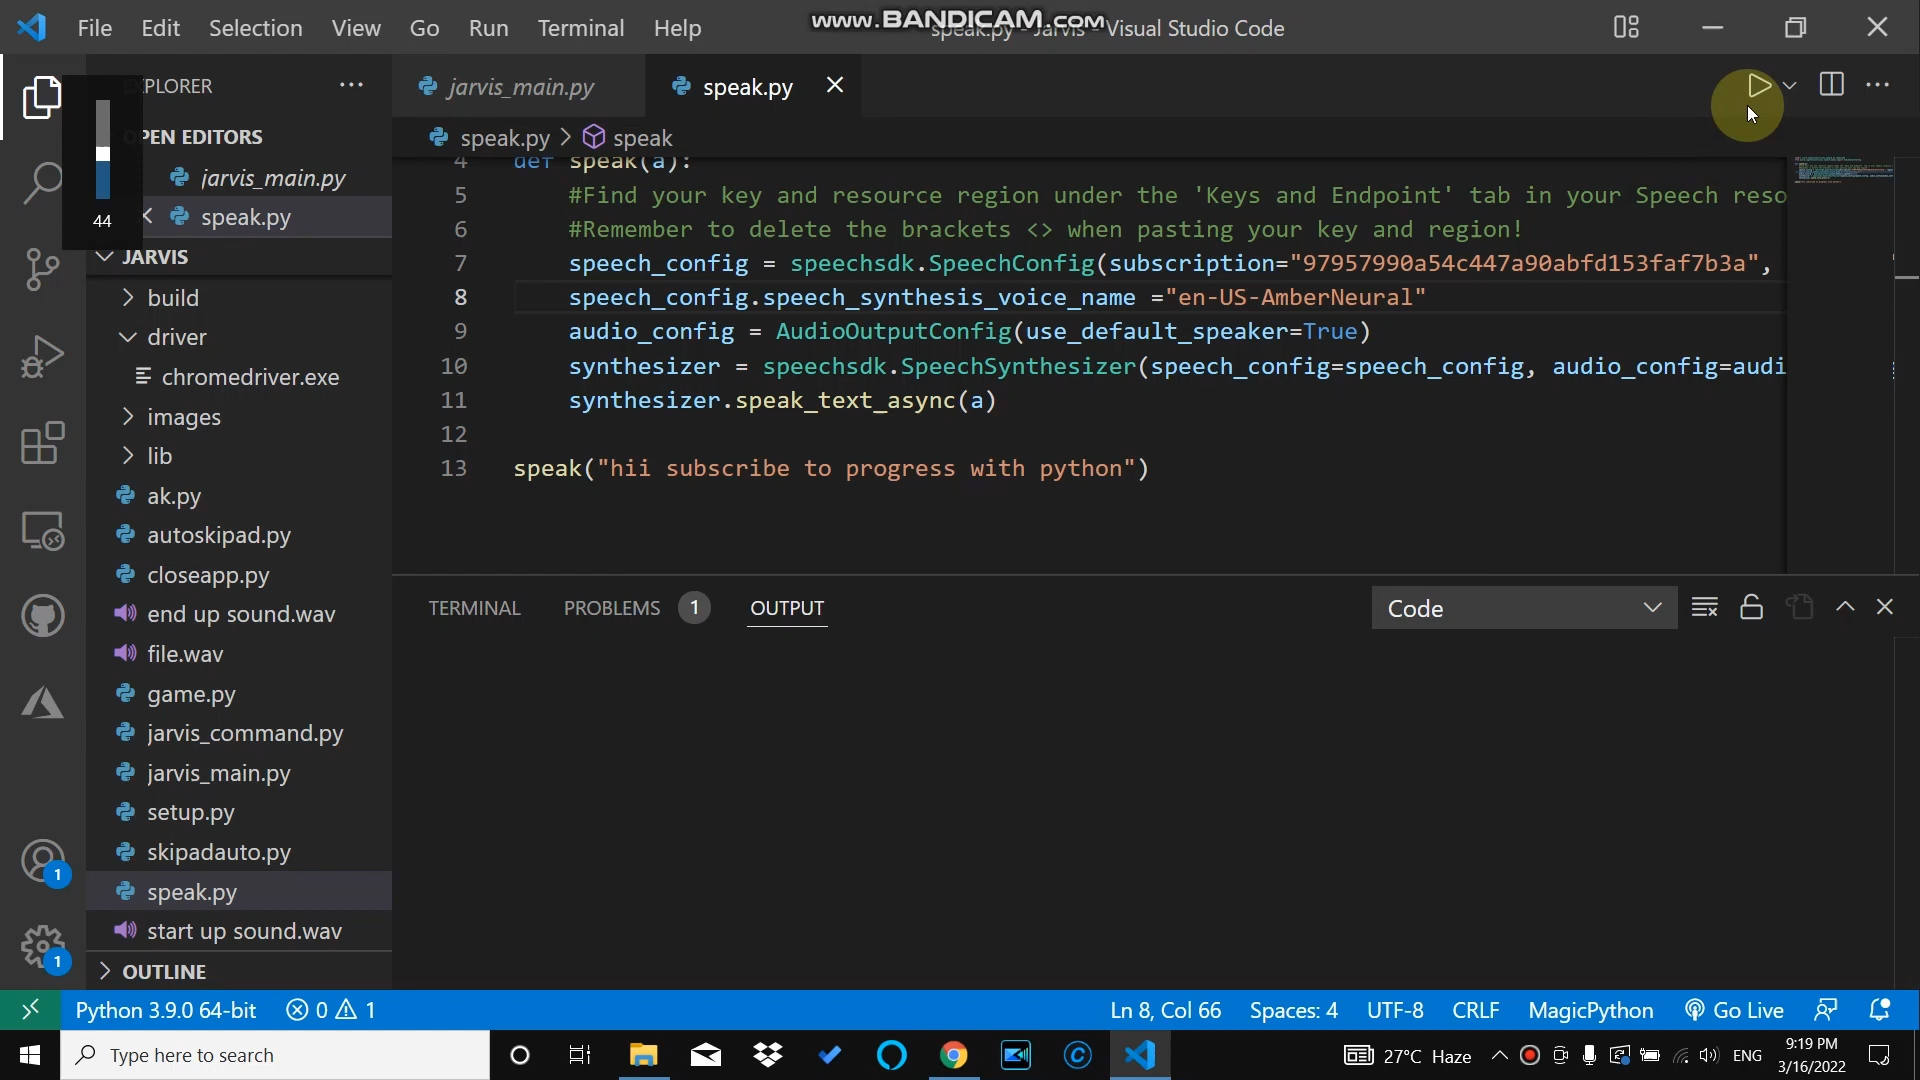 File Edit Selection View Go Run Terminal Help
www.BANDICAM.com
speak.py - Jarvis - Visual Studio Code
EXPLORER
jarvis_main.py
speak.py
OPEN EDITORS
speak.py > speak
jarvis_main.py
speak.py
44
JARVIS
build
driver
chromedriver.exe
images
lib
ak.py
autoskipad.py
closeapp.py
end up sound.wav
file.wav
game.py
jarvis_command.py
jarvis_main.py
setup.py
skipadauto.py
speak.py
start up sound.wav
OUTLINE
4 def speak(a):
5 #Find your key and resource region under the 'Keys and Endpoint' tab in your Speech reso
6 #Remember to delete the brackets <> when pasting your key and region!
7 speech_config = speechsdk.SpeechConfig(subscription="97957990a54c447a90abfd153faf7b3a",
8 speech_config.speech_synthesis_voice_name ="en-US-AmberNeural"
9 audio_config = AudioOutputConfig(use_default_speaker=True)
10 synthesizer = speechsdk.SpeechSynthesizer(speech_config=speech_config, audio_config=audi
11 synthesizer.speak_text_async(a)
12
13 speak("hii subscribe to progress with python")
TERMINAL PROBLEMS 1 OUTPUT
Code
1
1
Python 3.9.0 64-bit 0 1
Ln 8, Col 66 Spaces: 4 UTF-8 CRLF MagicPython Go Live
Type here to search
27°C Haze
ENG
9:19 PM
3/16/2022